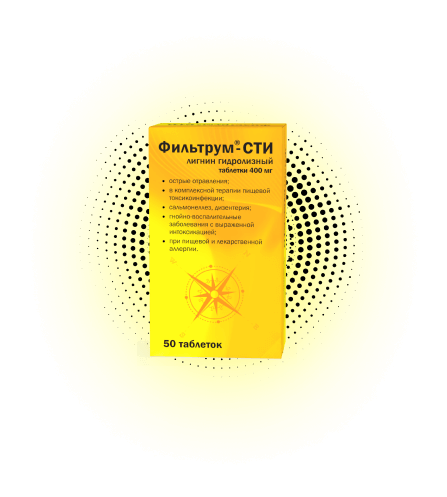 Фильтрум®-СТИ
лигнин гидролизный
таблетки 400 мг
• острые отравления;
• в комплексной терапии пищевой
токсикоинфекции;
• сальмонеллез, дизентерия;
• гнойно-воспалительные
заболевания с выраженной
интоксикацией;
• при пищевой и лекарственной
аллергии.
50 таблеток